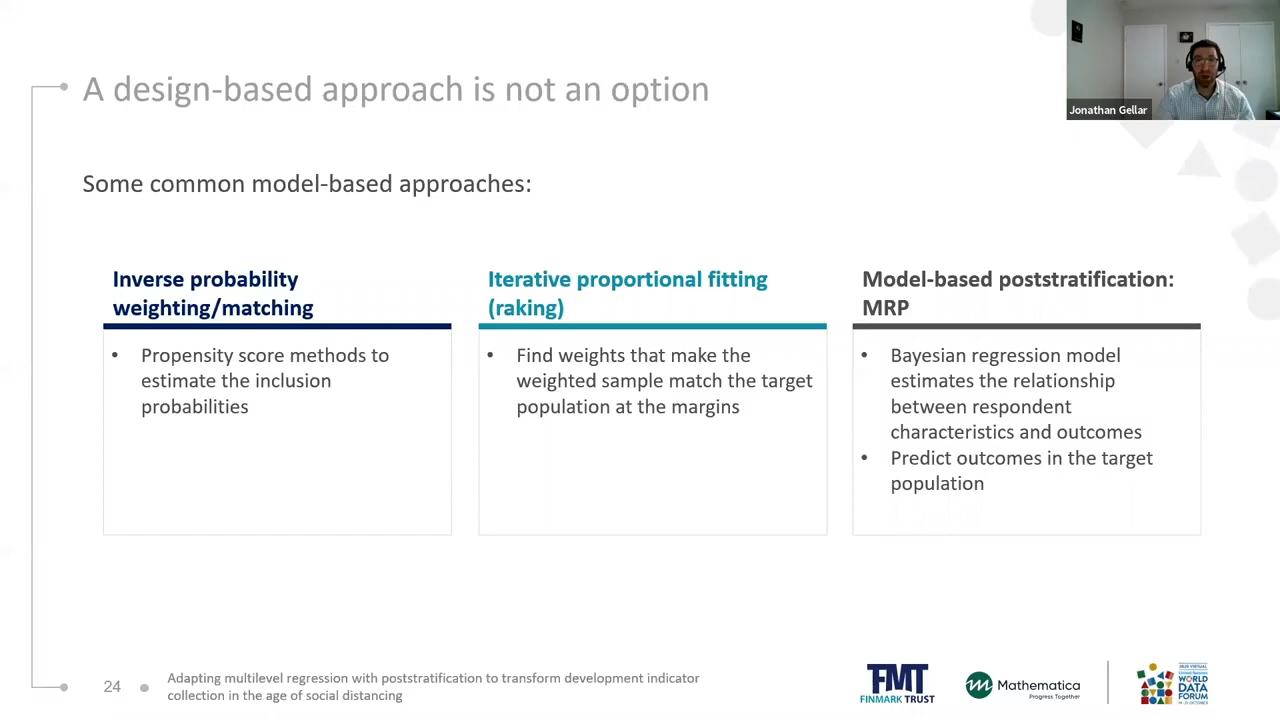 A design-based approach is not an option
Jonathan Gellar
Some common model-based approaches:
Inverse probability
weighting/matching
• Propensity score methods to
estimate the inclusion
probabilities
Iterative proportional fitting
(raking)
• Find weights that make the
weighted sample match the target
population at the margins
Model-based poststratification:
MRP
• Bayesian regression model
estimates the relationship
between respondent
characteristics and outcomes
• Predict outcomes in the target
population
24
Adapting multilevel regression with poststratification to transform development indicator
collection in the age of social distancing
FMT
FINMARK TRUST
Mathematica
Progress Together
WORLD
DATA
FORUM